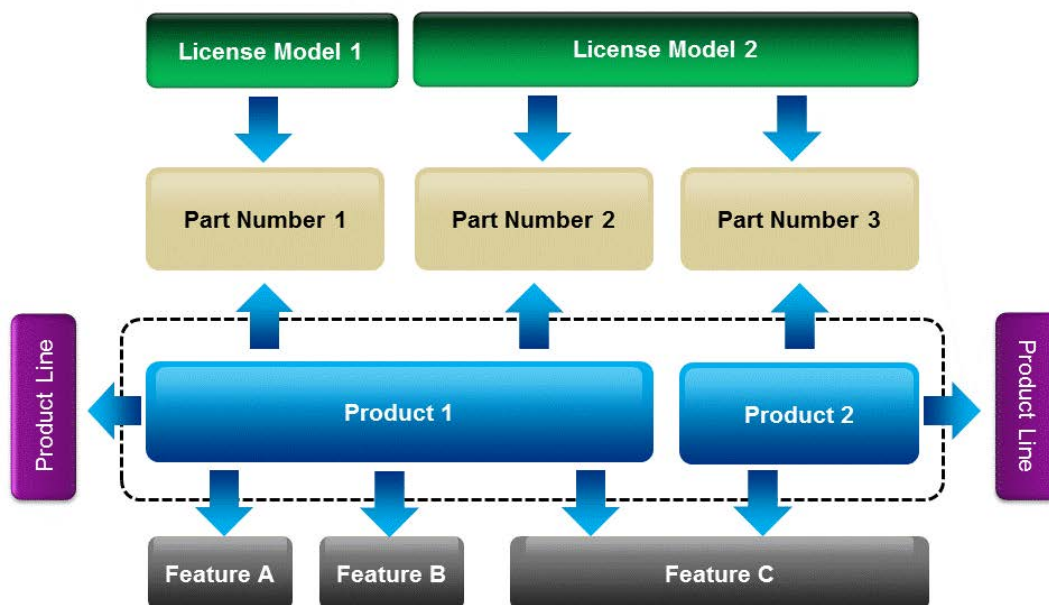 License Model 1
License Model 2
Part Number 1
Part Number 2
Part Number 3
Product Line
Product 1
Product 2
Product Line
Feature A
Feature B
Feature C